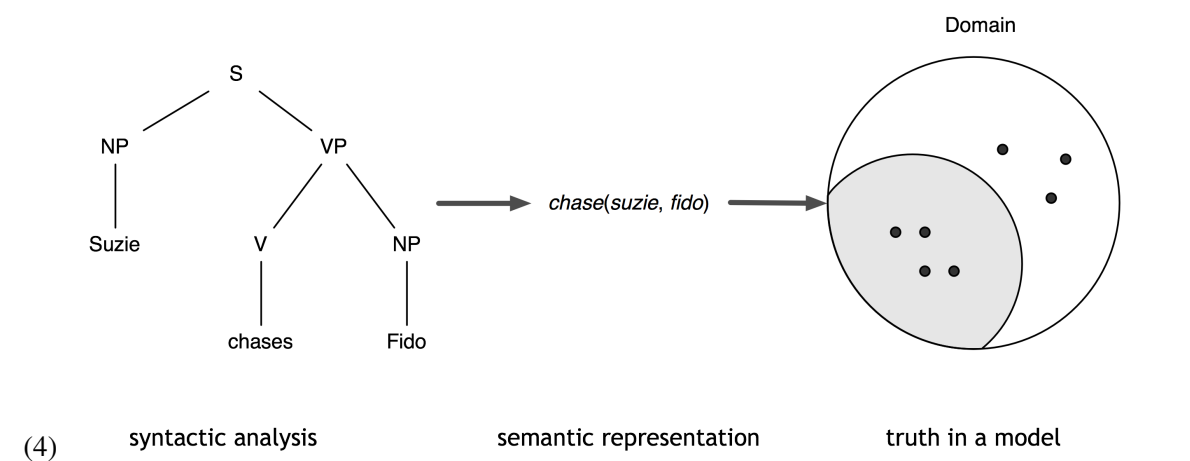 Domain
S
NP VP
Suzie V NP
chase(suzie, fido)
chases Fido
(4) syntactic analysis semantic representation truth in a model